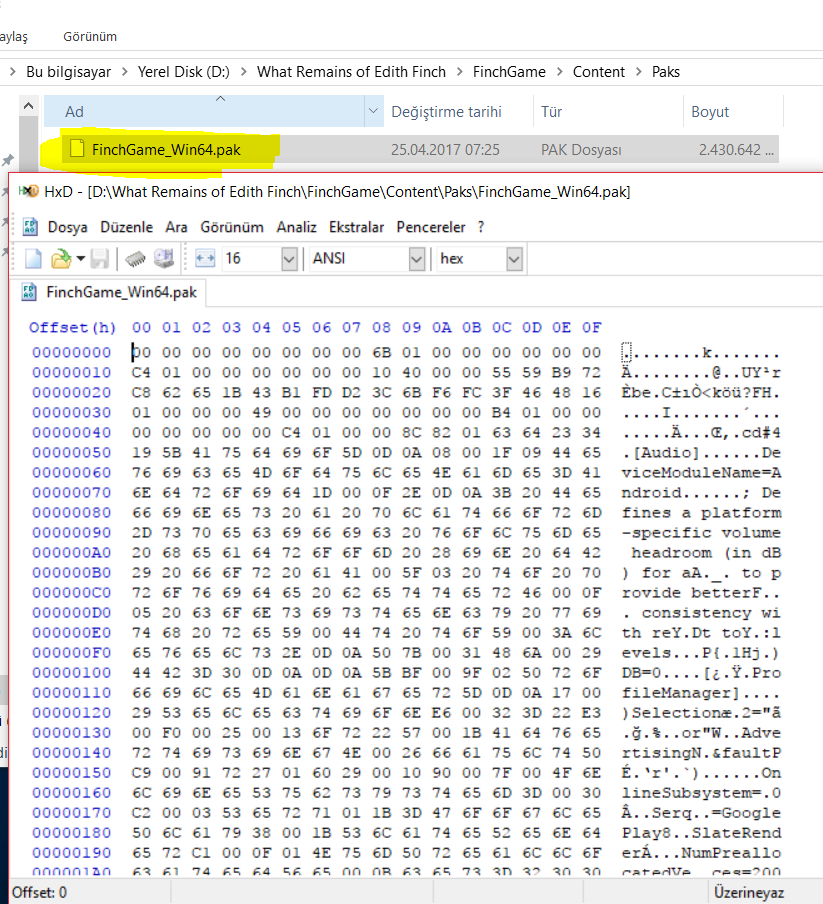 aylaş Görünüm
Bu bilgisayar > Yerel Disk (D:) > What Remains of Edith Finch > FinchGame > Content > Paks
Ad Değiştirme tarihi Tür Boyut
FinchGame_Win64.pak 25.04.2017 07:25 PAK Dosyası 2.430.642 ...
HxD - [D:\What Remains of Edith Finch\FinchGame\Content\Paks\FinchGame_Win64.pak]
Dosya Düzenle Ara Görünüm Analiz Ekstralar Pencereler ?
16 ANSI hex
FinchGame_Win64.pak
Offset(h) 00 01 02 03 04 05 06 07 08 09 0A 0B 0C 0D 0E 0F
00000000 00 00 00 00 00 00 00 00 6B 01 00 00 00 00 00 00 ........k.......
00000010 C4 01 00 00 00 00 00 00 10 40 00 00 55 59 B9 72 Ä........@..UY¹r
00000020 C8 62 65 1B 43 B1 FD D2 3C 6B F6 FC 3F 46 48 16 Èbe.C±ıÒ<köü?FH.
00000030 01 00 00 00 49 00 00 00 00 00 00 00 B4 01 00 00 ....I.......´...
00000040 00 00 00 00 00 C4 01 00 00 8C 82 01 63 64 23 34 .....Ä...Œ‚.cd#4
00000050 19 5B 41 75 64 69 6F 5D 0D 0A 08 00 1F 09 44 65 .[Audio]......De
00000060 76 69 63 65 4D 6F 64 75 6C 65 4E 61 6D 65 3D 41 viceModuleName=A
00000070 6E 64 72 6F 69 64 1D 00 0F 2E 0D 0A 3B 20 44 65 ndroid......; De
00000080 66 69 6E 65 73 20 61 20 70 6C 61 74 66 6F 72 6D fines a platform
00000090 2D 73 70 65 63 69 66 69 63 20 76 6F 6C 75 6D 65 -specific volume
000000A0 20 68 65 61 64 72 6F 6F 6D 20 28 69 6E 20 64 42 headroom (in dB
000000B0 29 20 66 6F 72 20 61 41 00 5F 03 20 74 6F 20 70 ) for aA._. to p
000000C0 72 6F 76 69 64 65 20 62 65 74 74 65 72 46 00 0F rovide betterF..
000000D0 05 20 63 6F 6E 73 69 73 74 65 6E 63 79 20 77 69 . consistency wi
000000E0 74 68 20 72 65 59 00 44 74 20 74 6F 59 00 3A 6C th reY.Dt toY.:l
000000F0 65 76 65 6C 73 2E 0D 0A 50 7B 00 31 48 6A 00 29 evels...P{.1Hj.)
00000100 44 42 3D 30 0D 0A 0D 0A 5B BF 00 9F 02 50 72 6F DB=0....[¿.Ÿ.Pro
00000110 66 69 6C 65 4D 61 6E 61 67 65 72 5D 0D 0A 17 00 fileManager]....
00000120 29 53 65 6C 65 63 74 69 6F 6E E6 00 32 3D 22 E3 )Selectionæ.2="ã
00000130 00 F0 00 25 00 13 6F 72 22 57 00 1B 41 64 76 65 .ğ.%..or"W..Adve
00000140 72 74 69 73 69 6E 67 4E 00 26 66 61 75 6C 74 50 rtisingN.&faultP
00000150 C9 00 91 72 27 01 60 29 00 10 90 00 7F 00 4F 6E É.‘r'.`)......On
00000160 6C 69 6E 65 53 75 62 73 79 73 74 65 6D 3D 00 30 lineSubsystem=.0
00000170 C2 00 03 53 65 72 71 01 1B 3D 47 6F 6F 67 6C 65 Â..Serq..=Google
00000180 50 6C 61 79 38 00 1B 53 6C 61 74 65 52 65 6E 64 Play8..SlateRend
00000190 65 72 C1 00 0F 01 4E 75 6D 50 72 65 61 6C 6C 6F erÁ...NumPreallo
000001A0 63 61 74 65 64 56 65 00 0B 63 65 73 3D 32 30 30 catedVe..ces=200
Offset: 0 Üzerineyaz